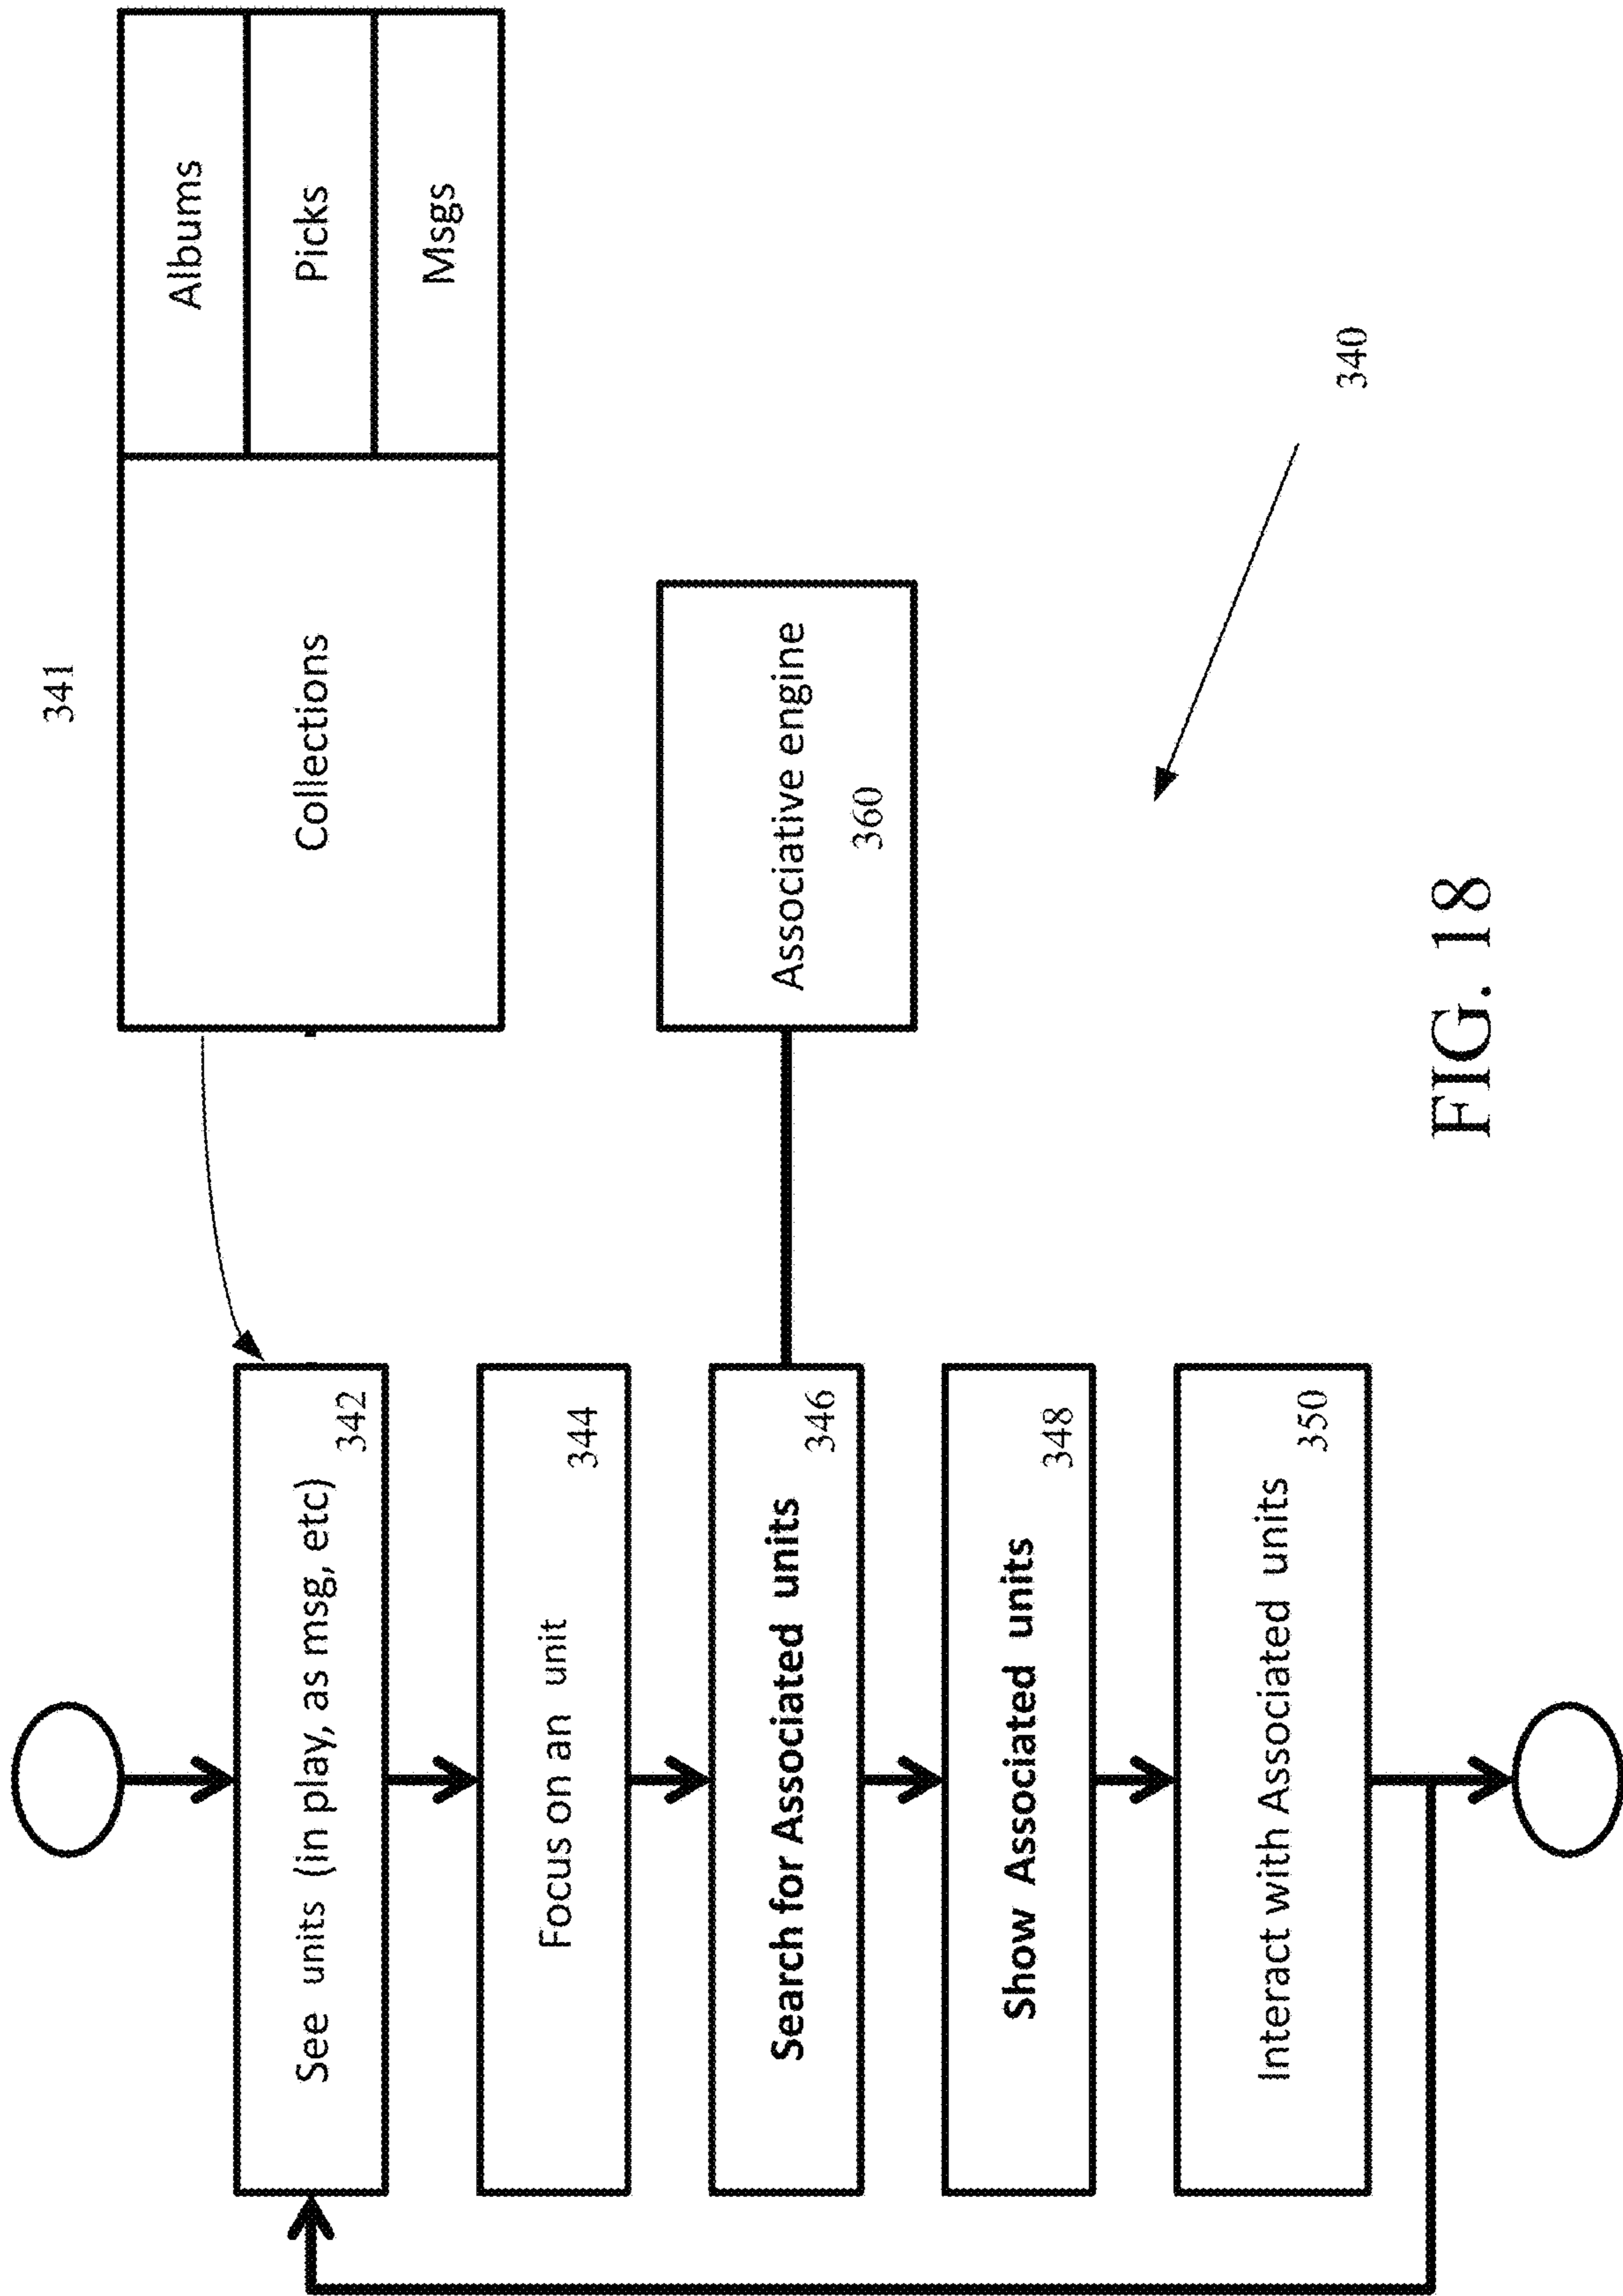 341
Collections
Albums
Picks
Msgs
See units (in play, as msg, etc)
342
Focus on an unit
344
Search for Associated units
346
Associative engine
360
Show Associated units
348
Interact with Associated units
350
340
FIG. 18